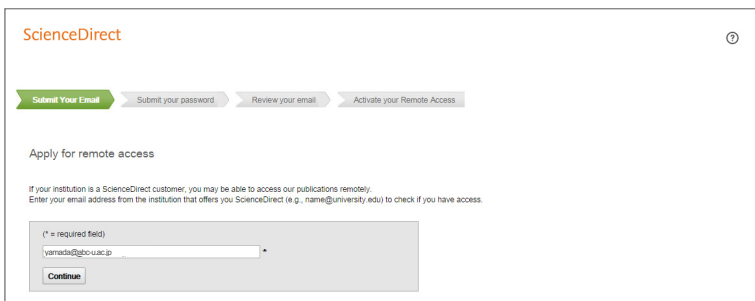 ScienceDirect
?
Submit Your Email
Submit your password
Review your email
Activate your Remote Access
Apply for remote access
If your institution is a ScienceDirect customer, you may be able to access our publications remotely.
Enter your email address from the institution that offers you ScienceDirect (e.g., name@university.edu) to check if you have access.
(* = required field)
yamada@abc-u.ac.jp *
Continue